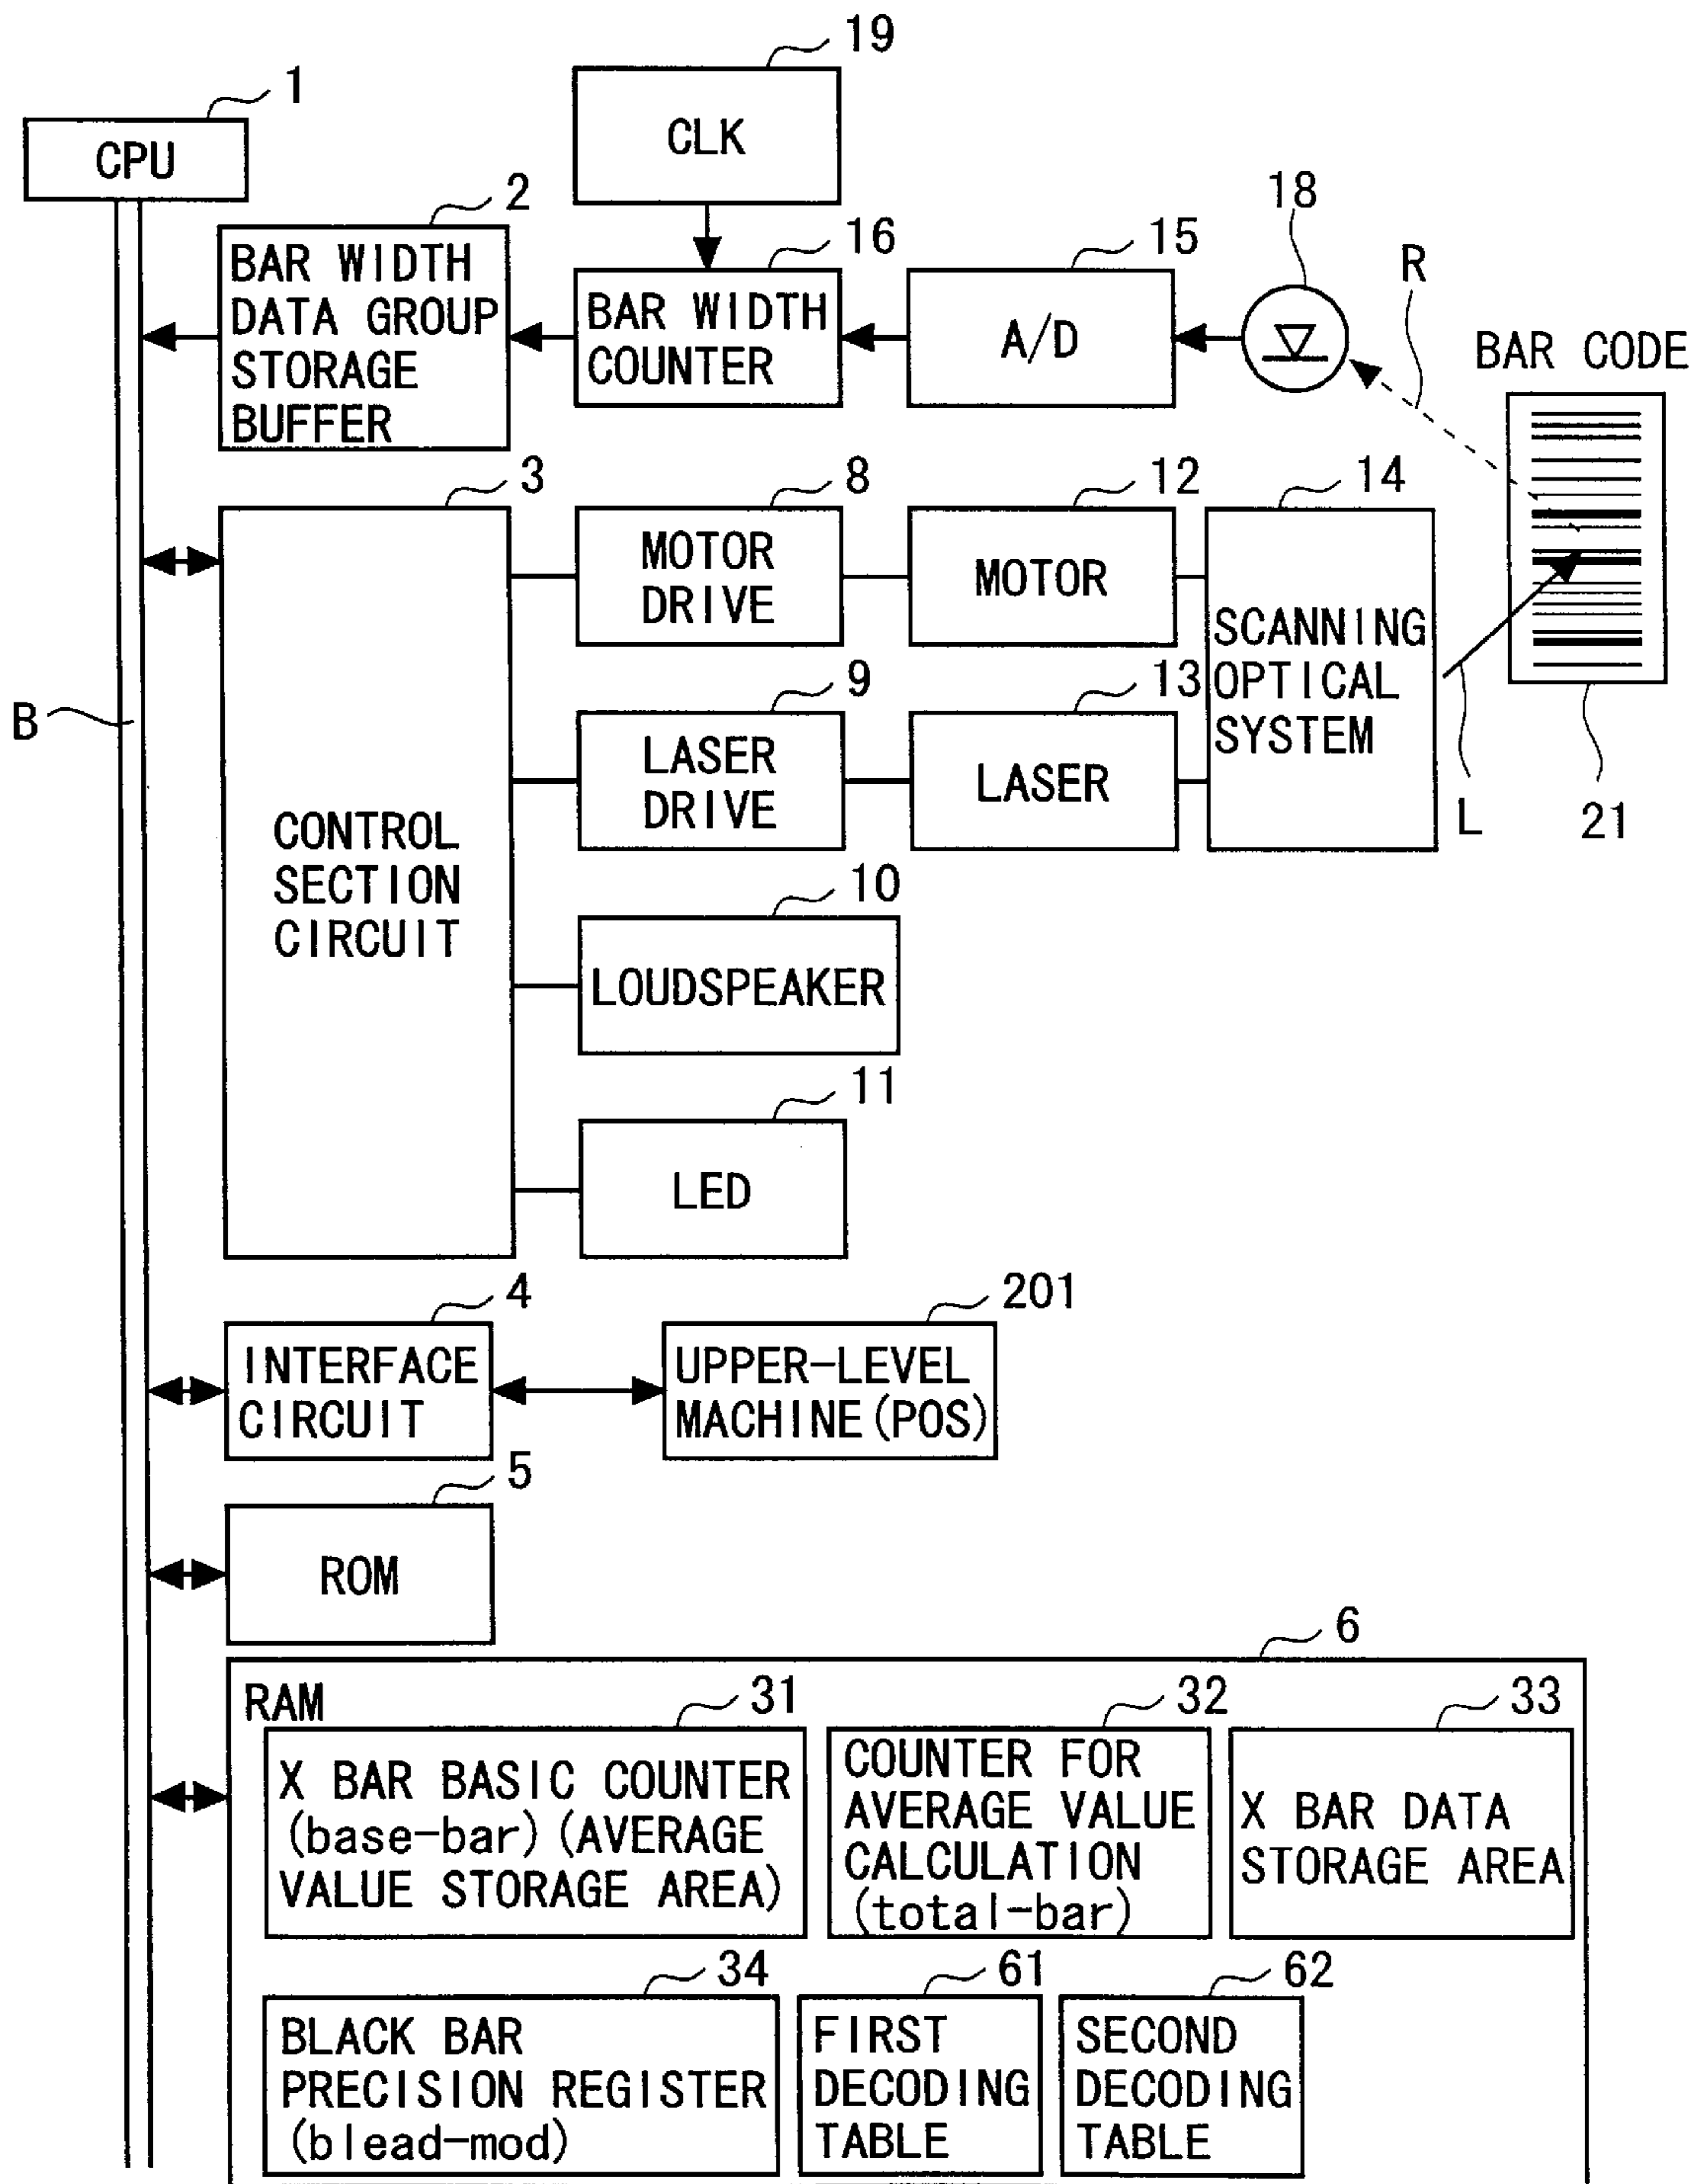 19
1
CLK
CPU
2
16
15
18
R
BAR WIDTH
DATA GROUP
STORAGE
BUFFER
BAR WIDTH
COUNTER
A/D
BAR CODE
3
8
12
14
MOTOR
DRIVE
MOTOR
SCANNING
OPTICAL
SYSTEM
9
13
B
LASER
DRIVE
LASER
L
21
CONTROL
SECTION
CIRCUIT
10
LOUDSPEAKER
11
LED
4
201
INTERFACE
CIRCUIT
UPPER-LEVEL
MACHINE(POS)
5
ROM
6
RAM
31
32
33
X BAR BASIC COUNTER
(base-bar)(AVERAGE
VALUE STORAGE AREA)
COUNTER FOR
AVERAGE VALUE
CALCULATION
(total-bar)
X BAR DATA
STORAGE AREA
34
61
62
BLACK BAR
PRECISION REGISTER
(blead-mod)
FIRST
DECODING
TABLE
SECOND
DECODING
TABLE